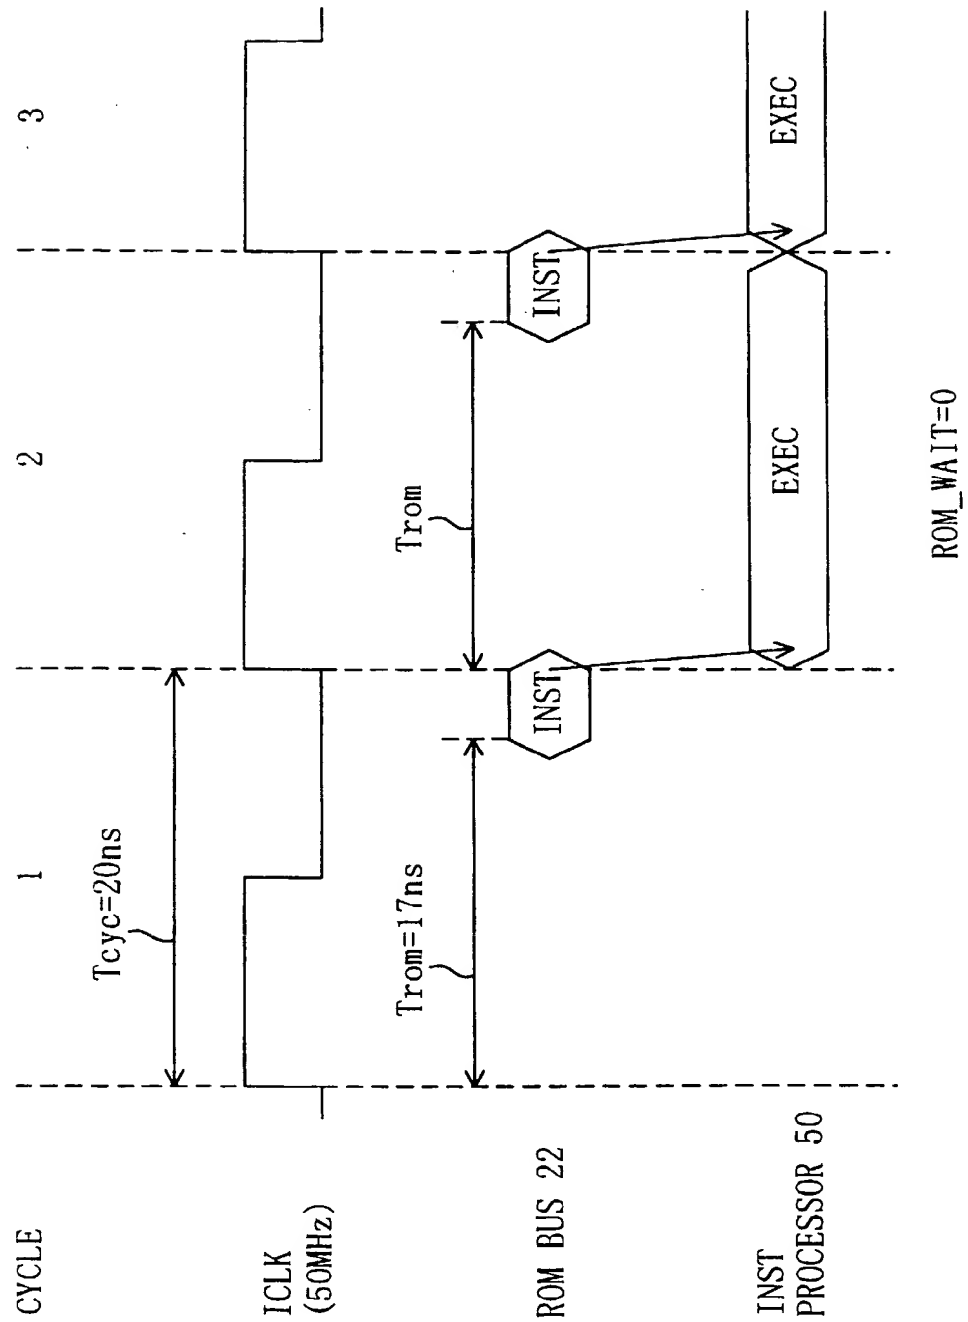 CYCLE 1 2 3
Tcyc=20ns
ICLK
(50MHz)
Trom=17ns Trom
ROM BUS 22 INST INST
INST
PROCESSOR 50 EXEC EXEC
ROM_WAIT=0